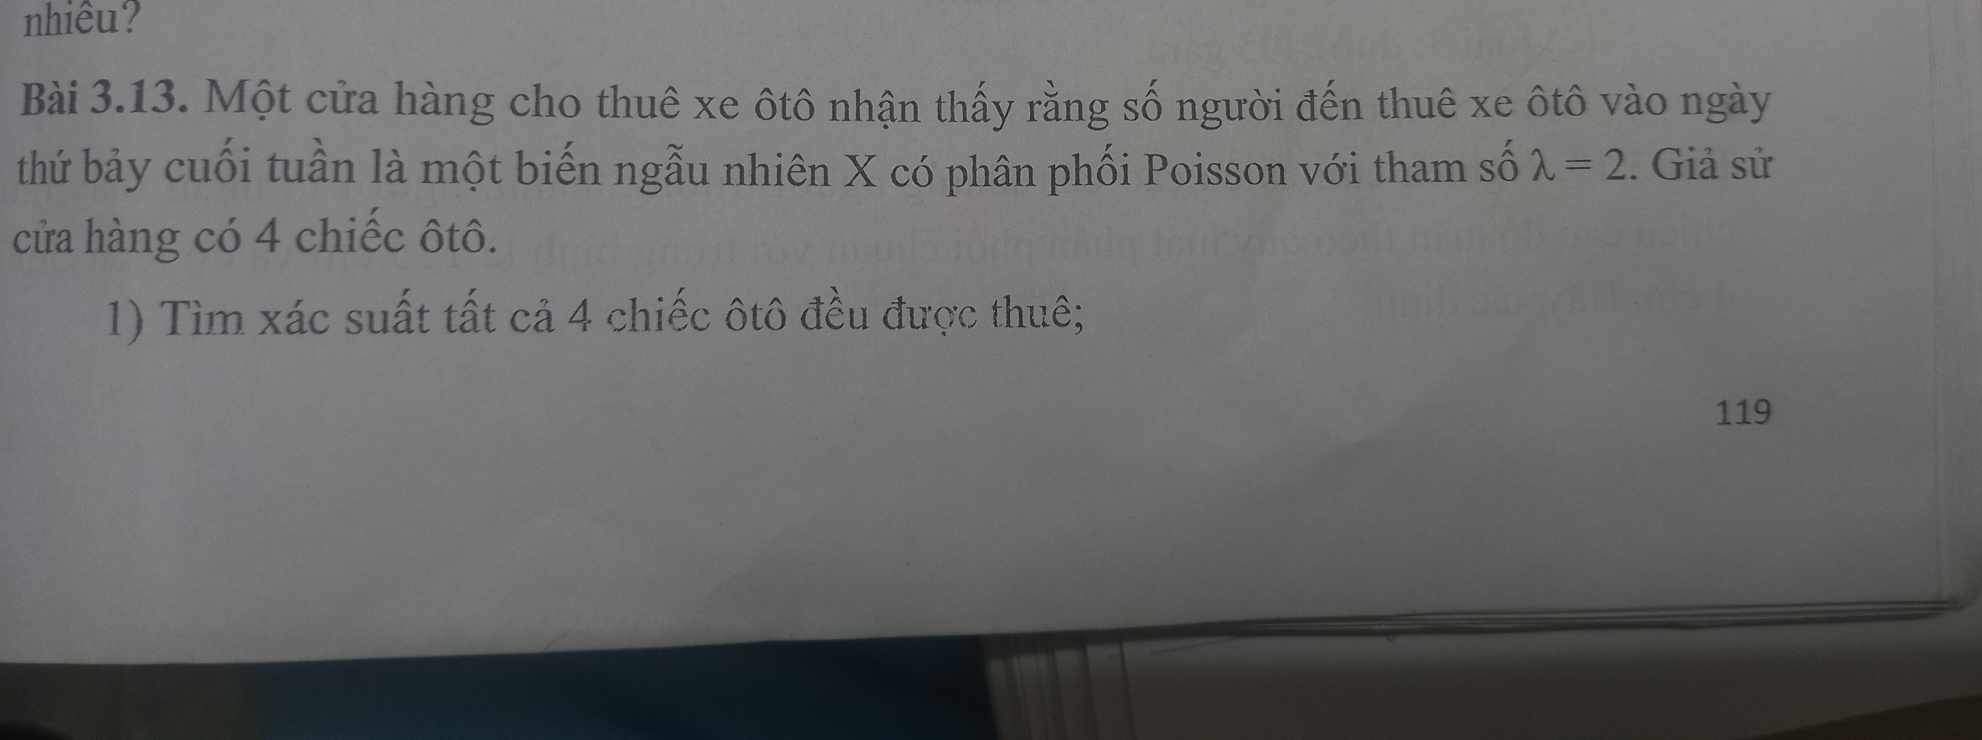 nhiêu?
Bài 3.13. Một cửa hàng cho thuê xe ôtô nhận thấy rằng số người đến thuê xe ôtô vào ngày
thứ bảy cuối tuần là một biến ngẫu nhiên X có phân phối Poisson với tham số λ = 2. Giả sử
cửa hàng có 4 chiếc ôtô.
1) Tìm xác suất tất cả 4 chiếc ôtô đều được thuê;
119